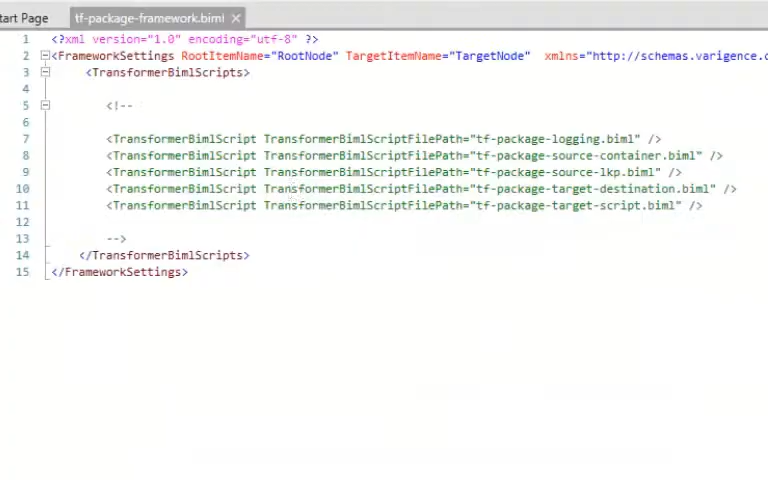 tart Page
tf-package-framework.biml
1 <?xml version="1.0" encoding="utf-8" ?>
2 <FrameworkSettings RootItemName="RootNode" TargetItemName="TargetNode" xmlns="http://schemas.varigence.c
3 <TransformerBimlScripts>
4
5 <!--
6
7 <TransformerBimlScript TransformerBimlScriptFilePath="tf-package-logging.biml" />
8 <TransformerBimlScript TransformerBimlScriptFilePath="tf-package-source-container.biml" />
9 <TransformerBimlScript TransformerBimlScriptFilePath="tf-package-source-lkp.biml" />
10 <TransformerBimlScript TransformerBimlScriptFilePath="tf-package-target-destination.biml" />
11 <TransformerBimlScript TransformerBimlScriptFilePath="tf-package-target-script.biml" />
12
13 -->
14 </TransformerBimlScripts>
15 </FrameworkSettings>